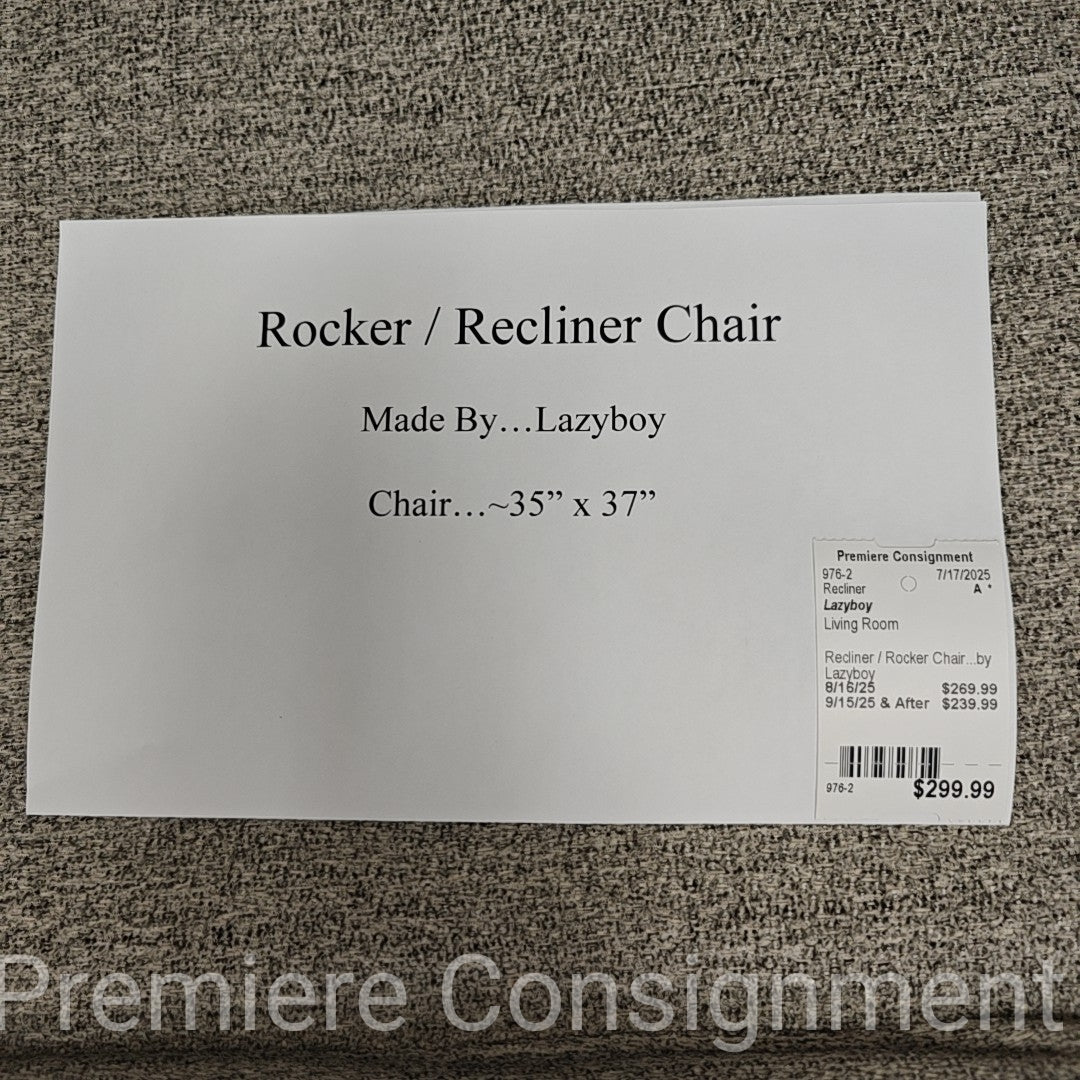 Rocker / Recliner Chair
Made By…Lazyboy
Chair…~35” x 37”
Premiere Consignment
976-2 7/17/2025
Recliner A *
Lazyboy
Living Room
Recliner / Rocker Chair...by
Lazyboy
8/16/25 $269.99
9/15/25 & After $239.99
976-2 $299.99
Premiere Consignment